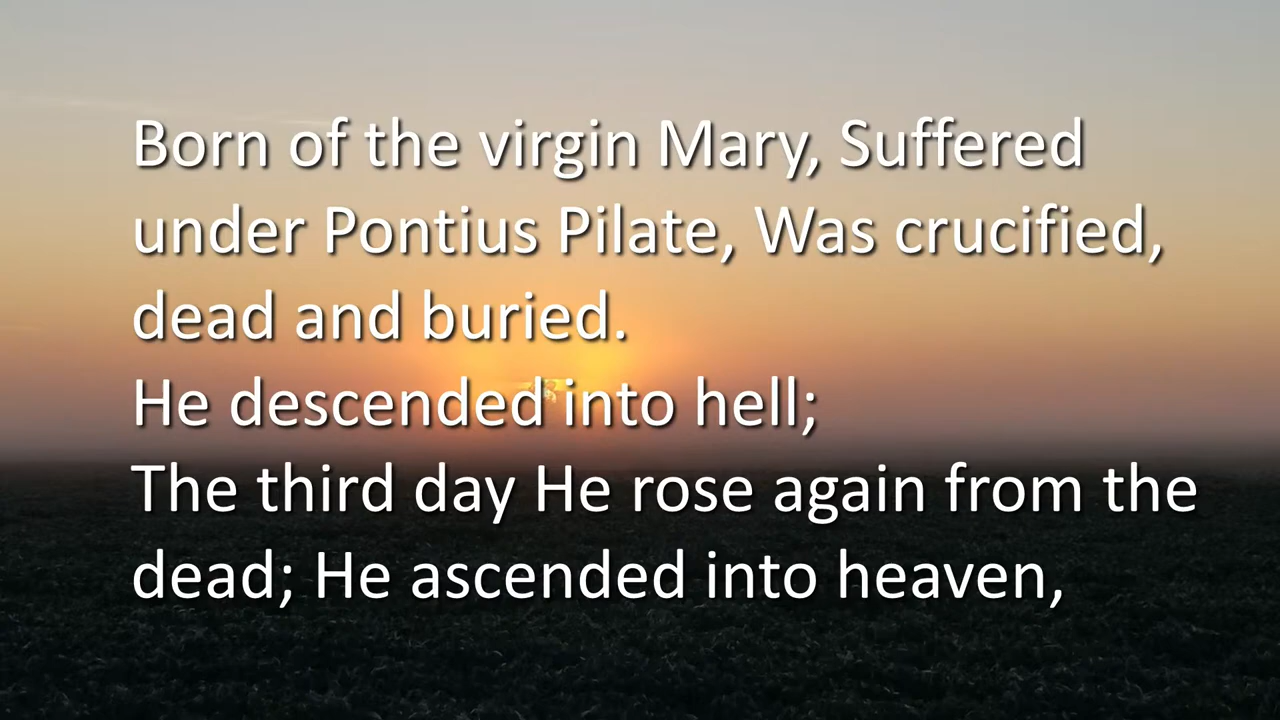 Born of the virgin Mary, Suffered
under Pontius Pilate, Was crucified,
dead and buried.
He descended into hell;
The third day He rose again from the
dead; He ascended into heaven,